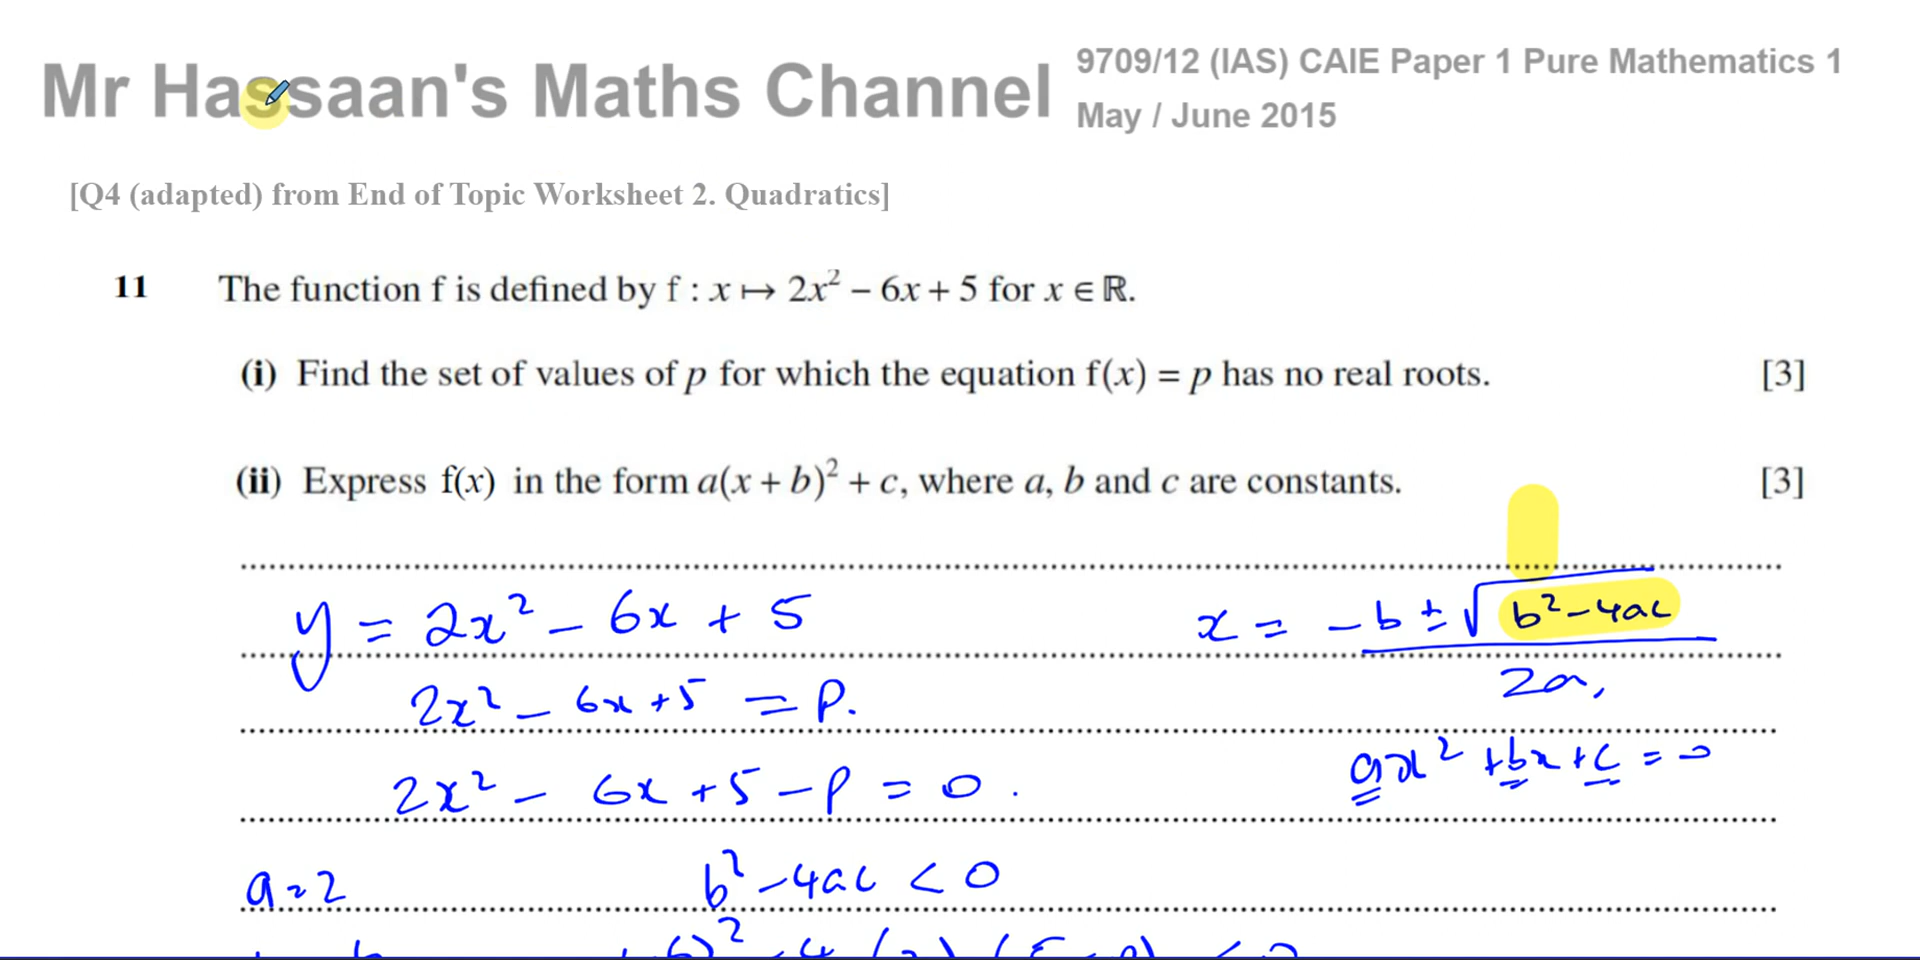 Mr Hassaan's Maths Channel
9709/12 (IAS) CAIE Paper 1 Pure Mathematics 1
May / June 2015
[Q4 (adapted) from End of Topic Worksheet 2. Quadratics]
11 The function f is defined by f : x ↦ 2x² − 6x + 5 for x ∈ ℝ.
(i) Find the set of values of p for which the equation f(x) = p has no real roots. [3]
(ii) Express f(x) in the form a(x + b)² + c, where a, b and c are constants. [3]
y = 2x² − 6x + 5
x = −b ± √b²−4ac
2a,
2x² − 6x + 5 = p.
ax² + bx + c = 0
2x² − 6x + 5 − p = 0.
a = 2
b² − 4ac < 0